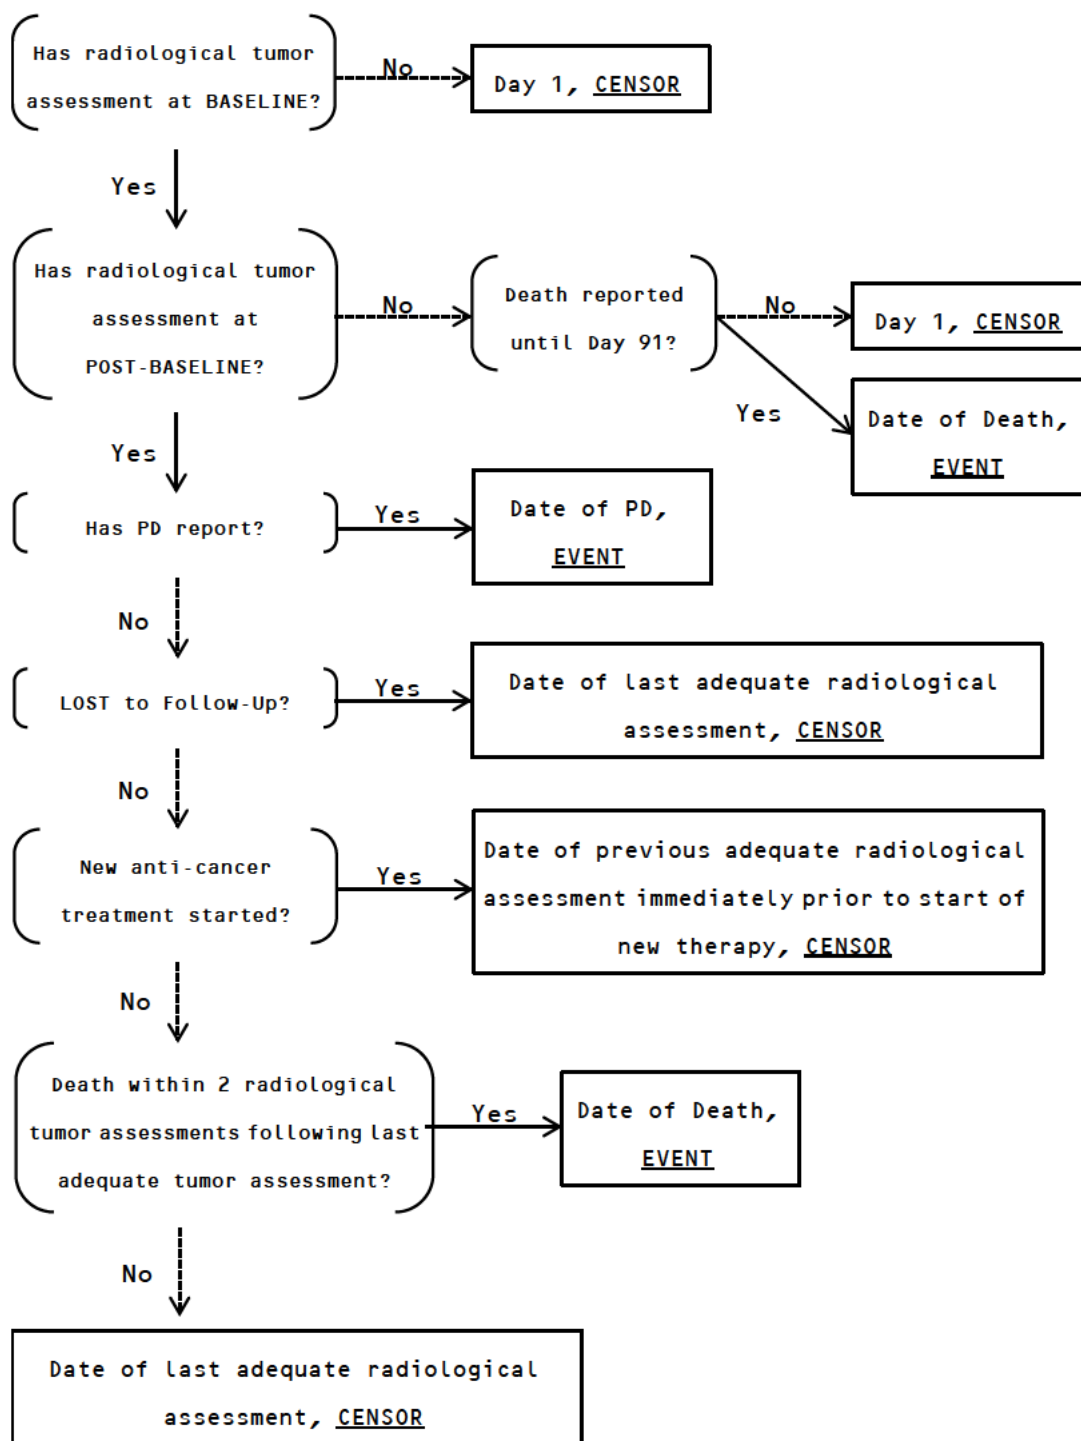 Has radiological tumor
assessment at BASELINE?
No
Day 1, CENSOR
Yes
Has radiological tumor
assessment at
POST-BASELINE?
No
Death reported
until Day 91?
No
Day 1, CENSOR
Yes
Date of Death,
EVENT
Yes
Has PD report?
Yes
Date of PD,
EVENT
No
LOST to Follow-Up?
Yes
Date of last adequate radiological
assessment, CENSOR
No
New anti-cancer
treatment started?
Yes
Date of previous adequate radiological
assessment immediately prior to start of
new therapy, CENSOR
No
Death within 2 radiological
tumor assessments following last
adequate tumor assessment?
Yes
Date of Death,
EVENT
No
Date of last adequate radiological
assessment, CENSOR